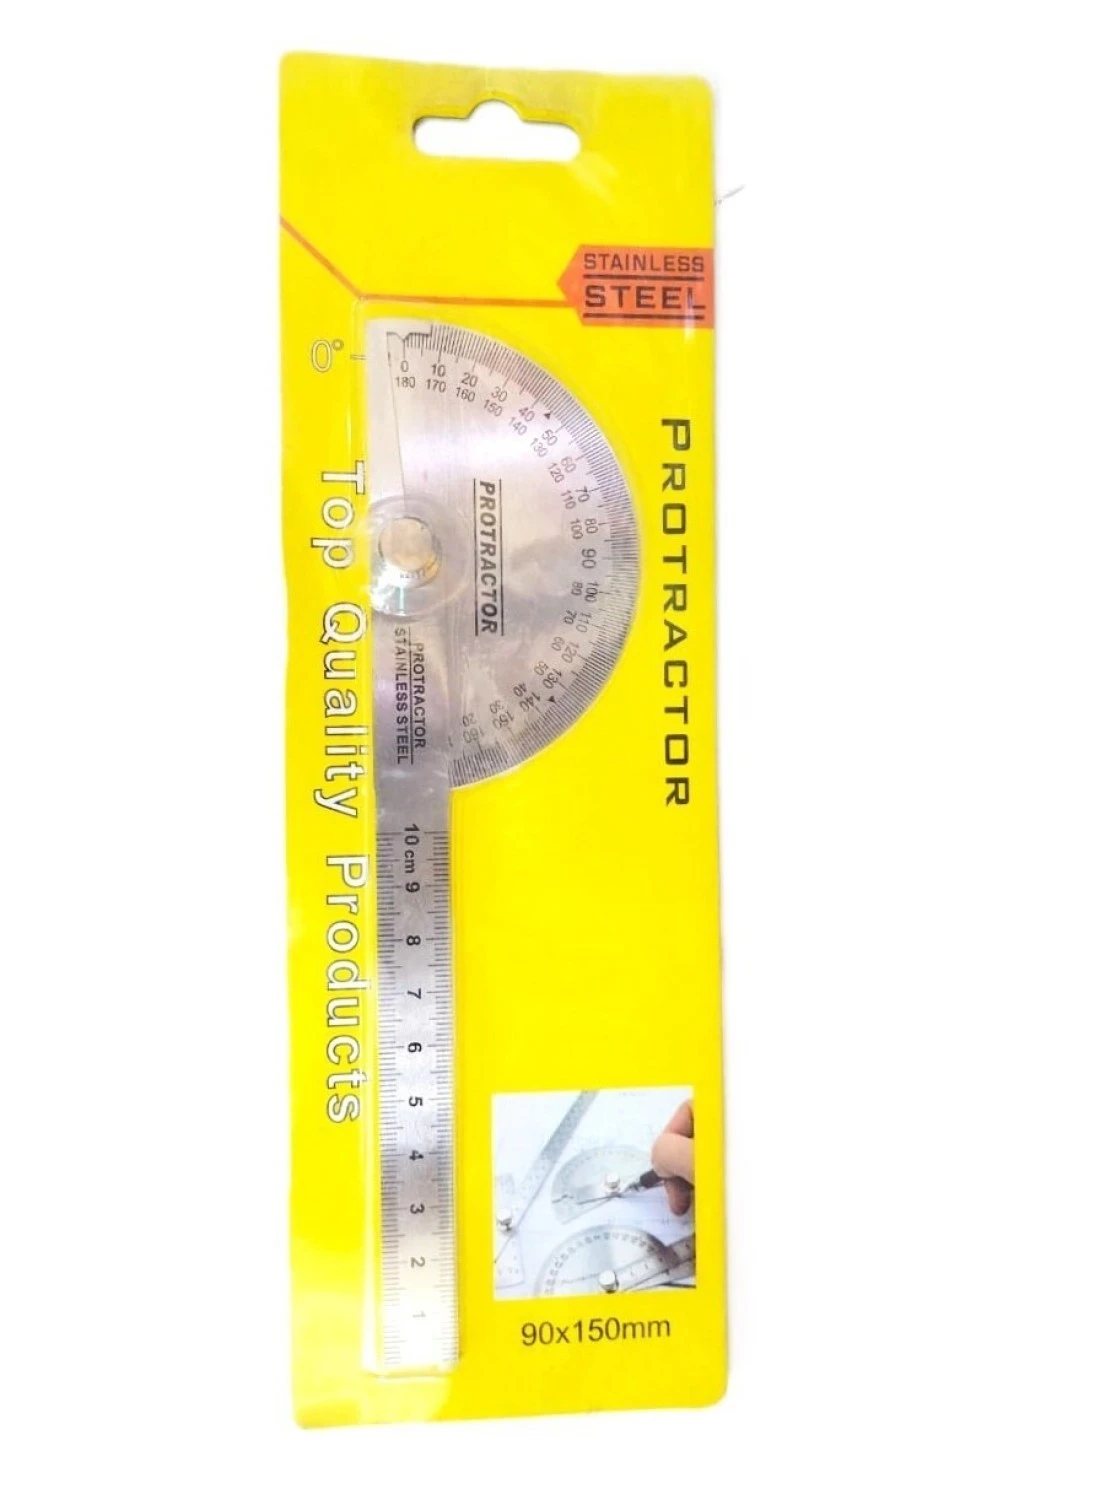 STAINLESS
STEEL
0°
0 10 20 30 40 50 60 70 80 90 100 110 120 130 140
180 170 160 150 140 130 120 110 100 80 70 60 50 40 30 20
PROTRACTOR
PROTRACTOR
Top Quality Products
PROTRACTOR
STAINLESS STEEL
10 cm 9 8 7 6 5 4 3 2 1
90x150mm